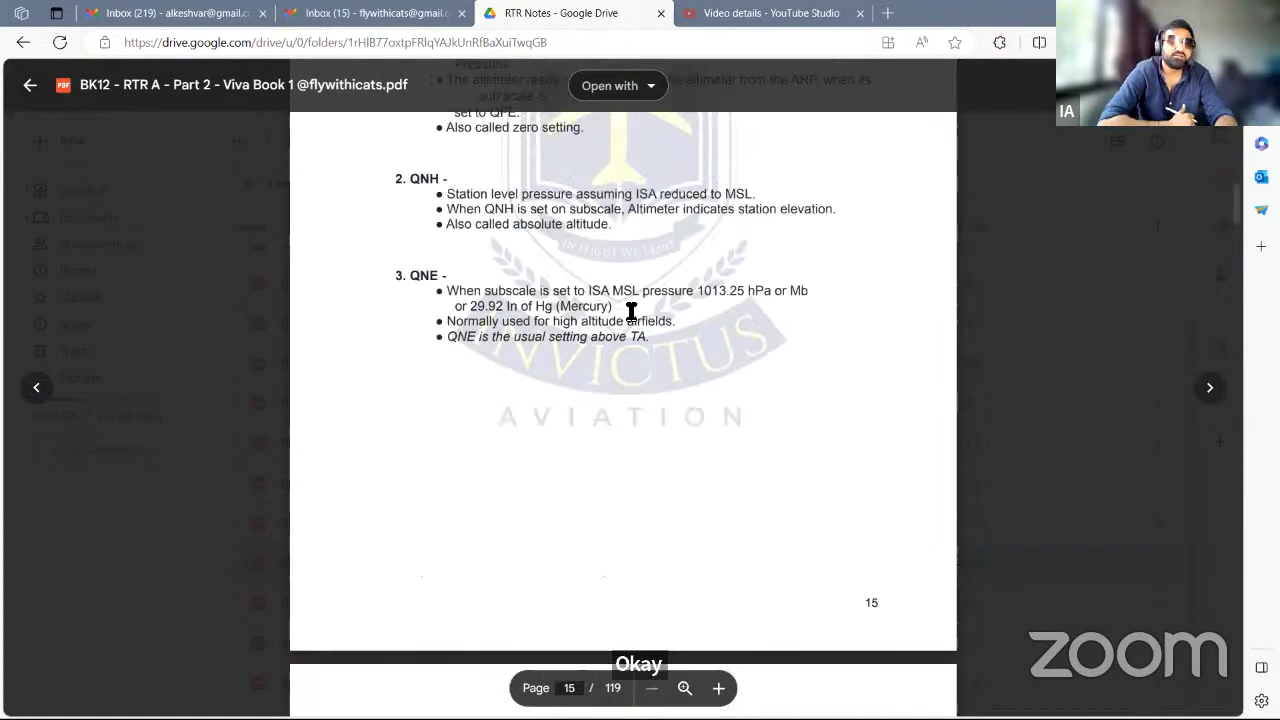 Inbox (219) - alkeshvar@gmail.c
Inbox (15) - flywithicats@gmail.c
RTR Notes - Google Drive
Video details - YouTube Studio
https://drive.google.com/drive/u/0/folders/1rHlB77oxtpFRlqYAJkUnRfBaXuiTwqGB
BK12 - RTR A - Part 2 - Viva Book 1 @flywithicats.pdf
Open with
IA
set to QFE.
● Also called zero setting.
2. QNH -
● Station level pressure assuming ISA reduced to MSL.
● When QNH is set on subscale, Altimeter indicates station elevation.
● Also called absolute altitude.
3. QNE -
● When subscale is set to ISA MSL pressure 1013.25 hPa or Mb
or 29.92 In of Hg (Mercury)
● Normally used for high altitude airfields.
● QNE is the usual setting above TA.
INVICTUS
AVIATION
15
zoom
Okay
Page 15 / 119